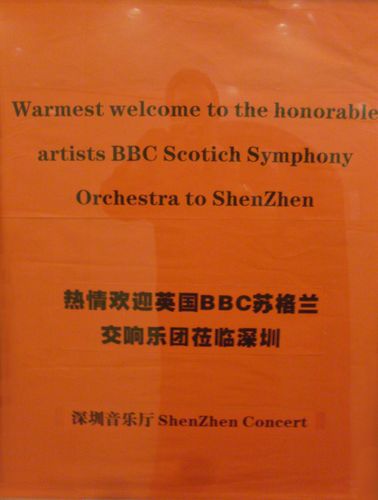 Warmest welcome to the honorable
artists BBC Scotich Symphony
Orchestra to ShenZhen
热情欢迎英国BBC苏格兰
交响乐团莅临深圳
深圳音乐厅 ShenZhen Concert